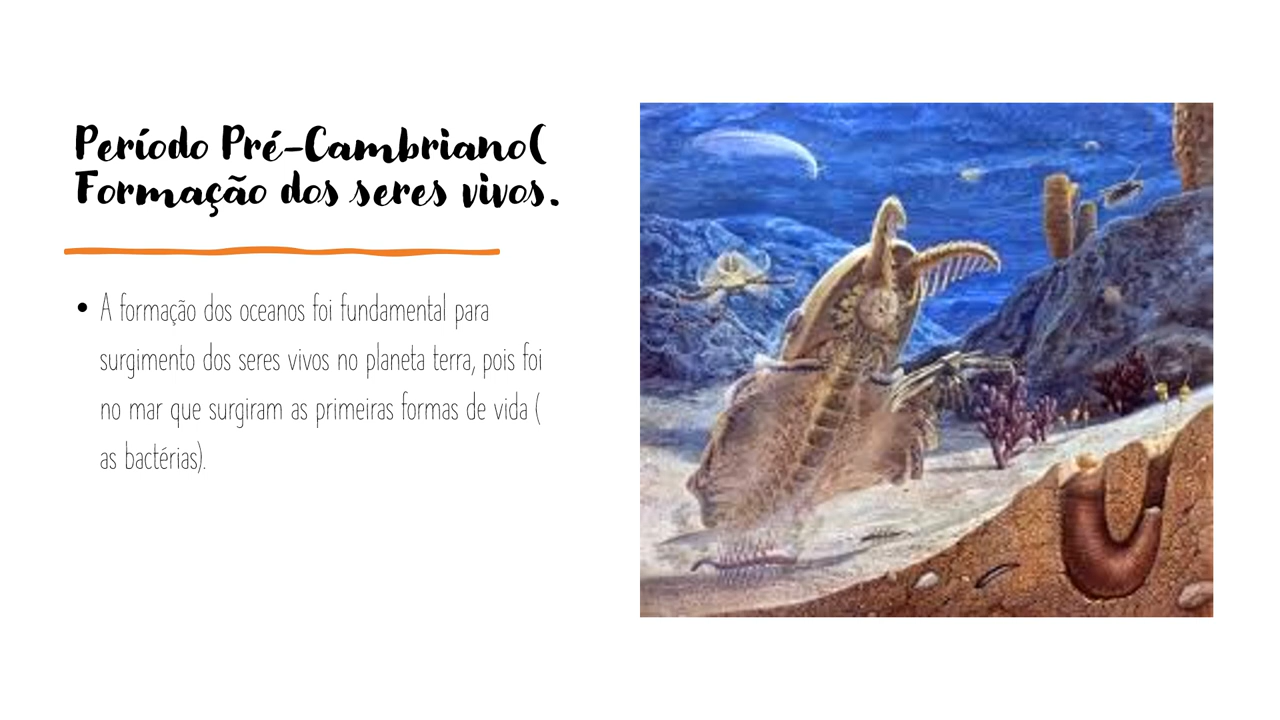 Período Pré-Cambriano(
Formação dos seres vivos.
• A formação dos oceanos foi fundamental para
surgimento dos seres vivos no planeta terra, pois foi
no mar que surgiram as primeiras formas de vida (
as bactérias).